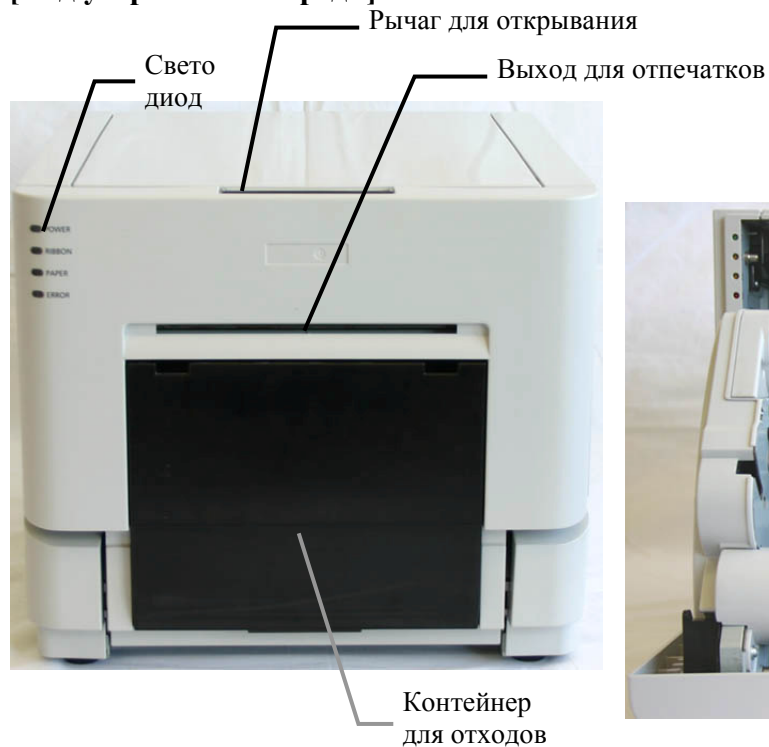 Рычаг для открывания
Выход для отпечатков
Свето
диод
POWER
RIBBON
PAPER
ERROR
Контейнер
для отходов